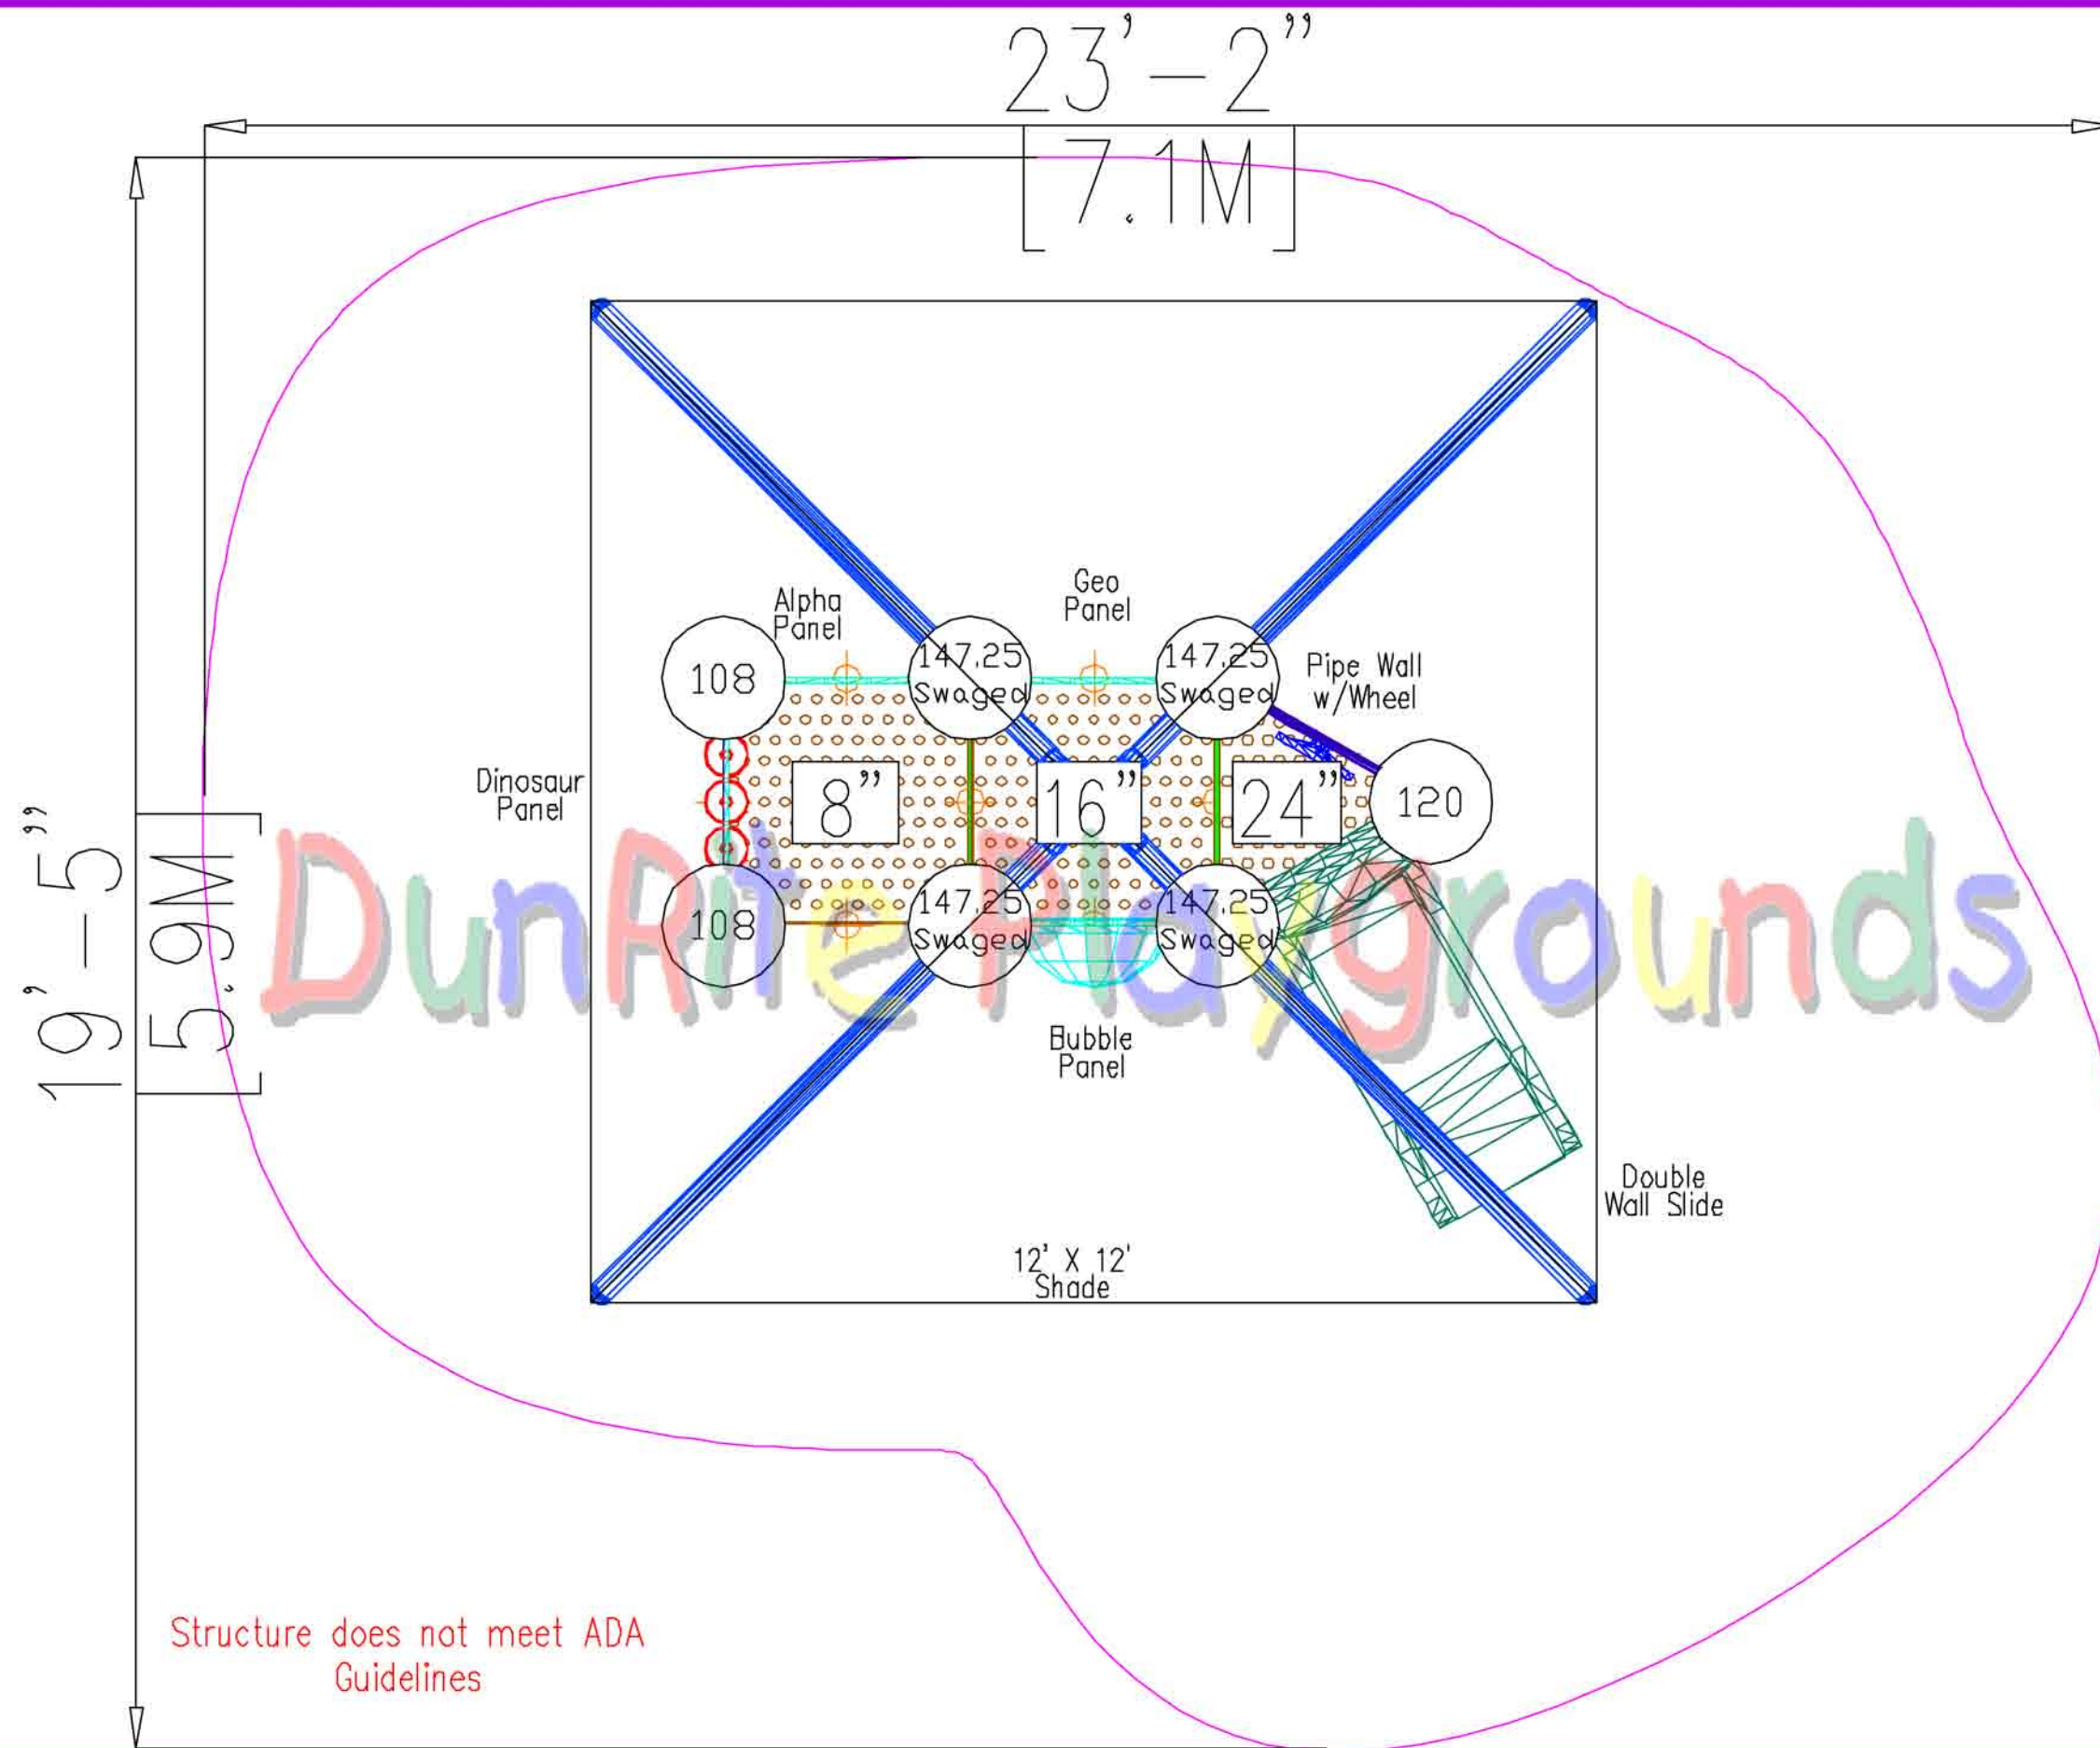 23'-2"
[7.1M]
19'-5"
[5.9M]
Alpha
Panel
Geo
Panel
108
147.25
Swaged
147.25
Swaged
Pipe Wall
w/Wheel
Dinosaur
Panel
8"
16"
24"
120
DunRite Playgrounds
108
147.25
Swaged
147.25
Swaged
Bubble
Panel
Double
Wall Slide
12' X 12'
Shade
Structure does not meet ADA
Guidelines